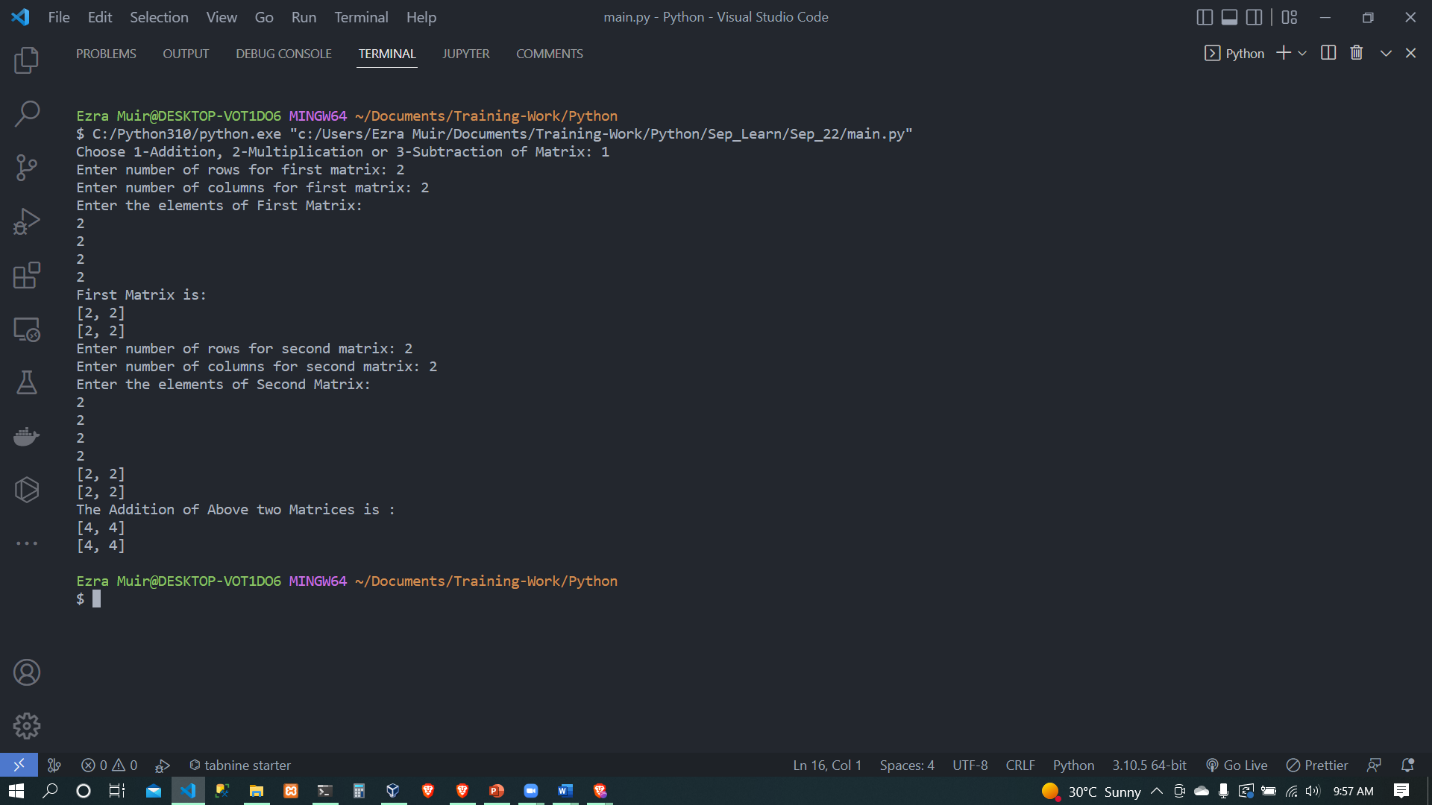 File Edit Selection View Go Run Terminal Help main.py - Python - Visual Studio Code
PROBLEMS OUTPUT DEBUG CONSOLE TERMINAL JUPYTER COMMENTS Python
Ezra Muir@DESKTOP-VOT1DO6 MINGW64 ~/Documents/Training-Work/Python
$ C:/Python310/python.exe "c:/Users/Ezra Muir/Documents/Training-Work/Python/Sep_Learn/Sep_22/main.py"
Choose 1-Addition, 2-Multiplication or 3-Subtraction of Matrix: 1
Enter number of rows for first matrix: 2
Enter number of columns for first matrix: 2
Enter the elements of First Matrix:
2
2
2
2
First Matrix is:
[2, 2]
[2, 2]
Enter number of rows for second matrix: 2
Enter number of columns for second matrix: 2
Enter the elements of Second Matrix:
2
2
2
2
[2, 2]
[2, 2]
The Addition of Above two Matrices is :
[4, 4]
[4, 4]
Ezra Muir@DESKTOP-VOT1DO6 MINGW64 ~/Documents/Training-Work/Python
$
0 0 tabnine starter Ln 16, Col 1 Spaces: 4 UTF-8 CRLF Python 3.10.5 64-bit Go Live Prettier
30°C Sunny 9:57 AM